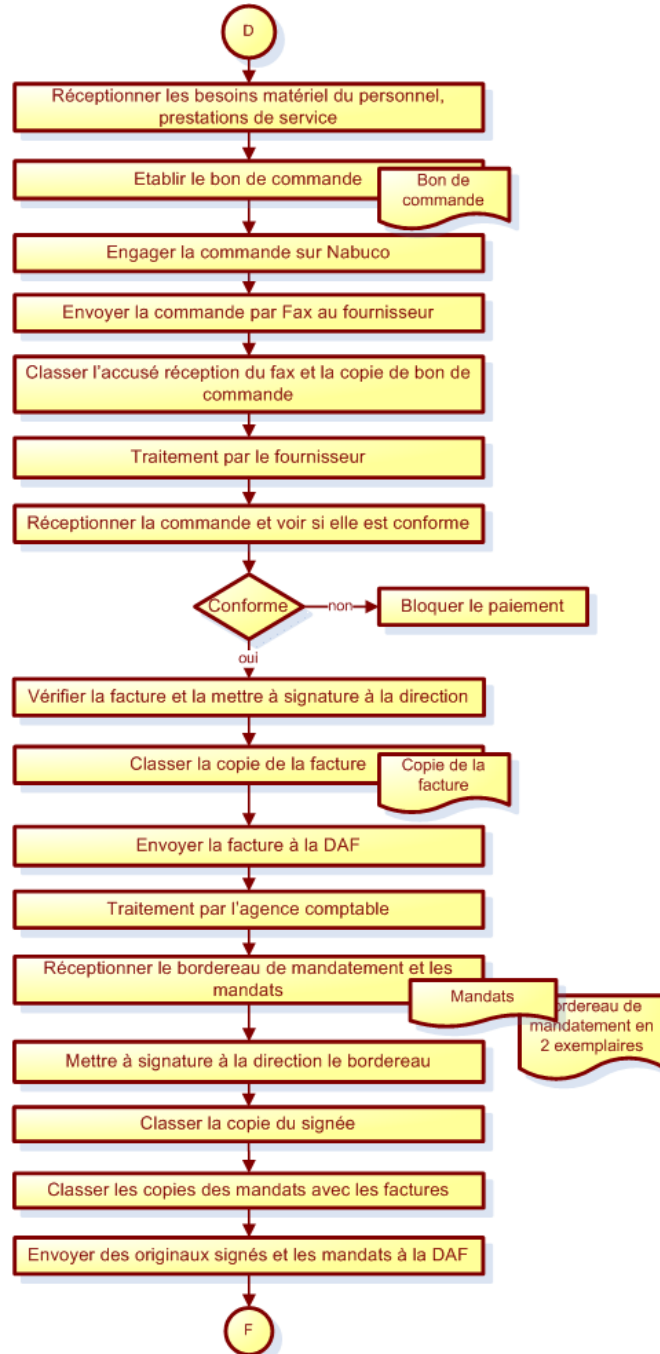 D
Réceptionner les besoins matériel du personnel,
prestations de service
Etablir le bon de commande
Bon de
commande
Engager la commande sur Nabuco
Envoyer la commande par Fax au fournisseur
Classer l'accusé réception du fax et la copie de bon de
commande
Traitement par le fournisseur
Réceptionner la commande et voir si elle est conforme
Conforme
non
Bloquer le paiement
oui
Vérifier la facture et la mettre à signature à la direction
Classer la copie de la facture
Copie de la
facture
Envoyer la facture à la DAF
Traitement par l'agence comptable
Réceptionner le bordereau de mandatement et les
mandats
Mandats
ordereau de
mandatement en
2 exemplaires
Mettre à signature à la direction le bordereau
Classer la copie du signée
Classer les copies des mandats avec les factures
Envoyer des originaux signés et les mandats à la DAF
F